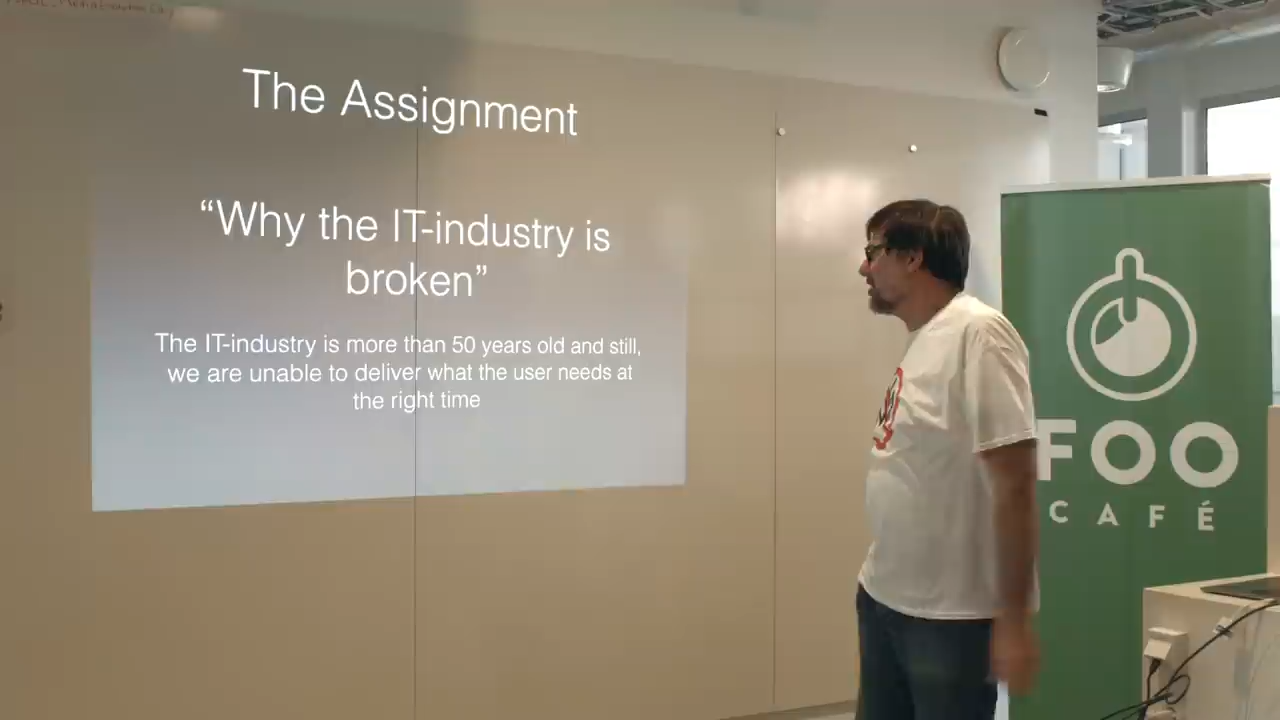 The Assignment
“Why the IT-industry is
broken”
The IT-industry is more than 50 years old and still,
we are unable to deliver what the user needs at
the right time
FOO
CAFÉ